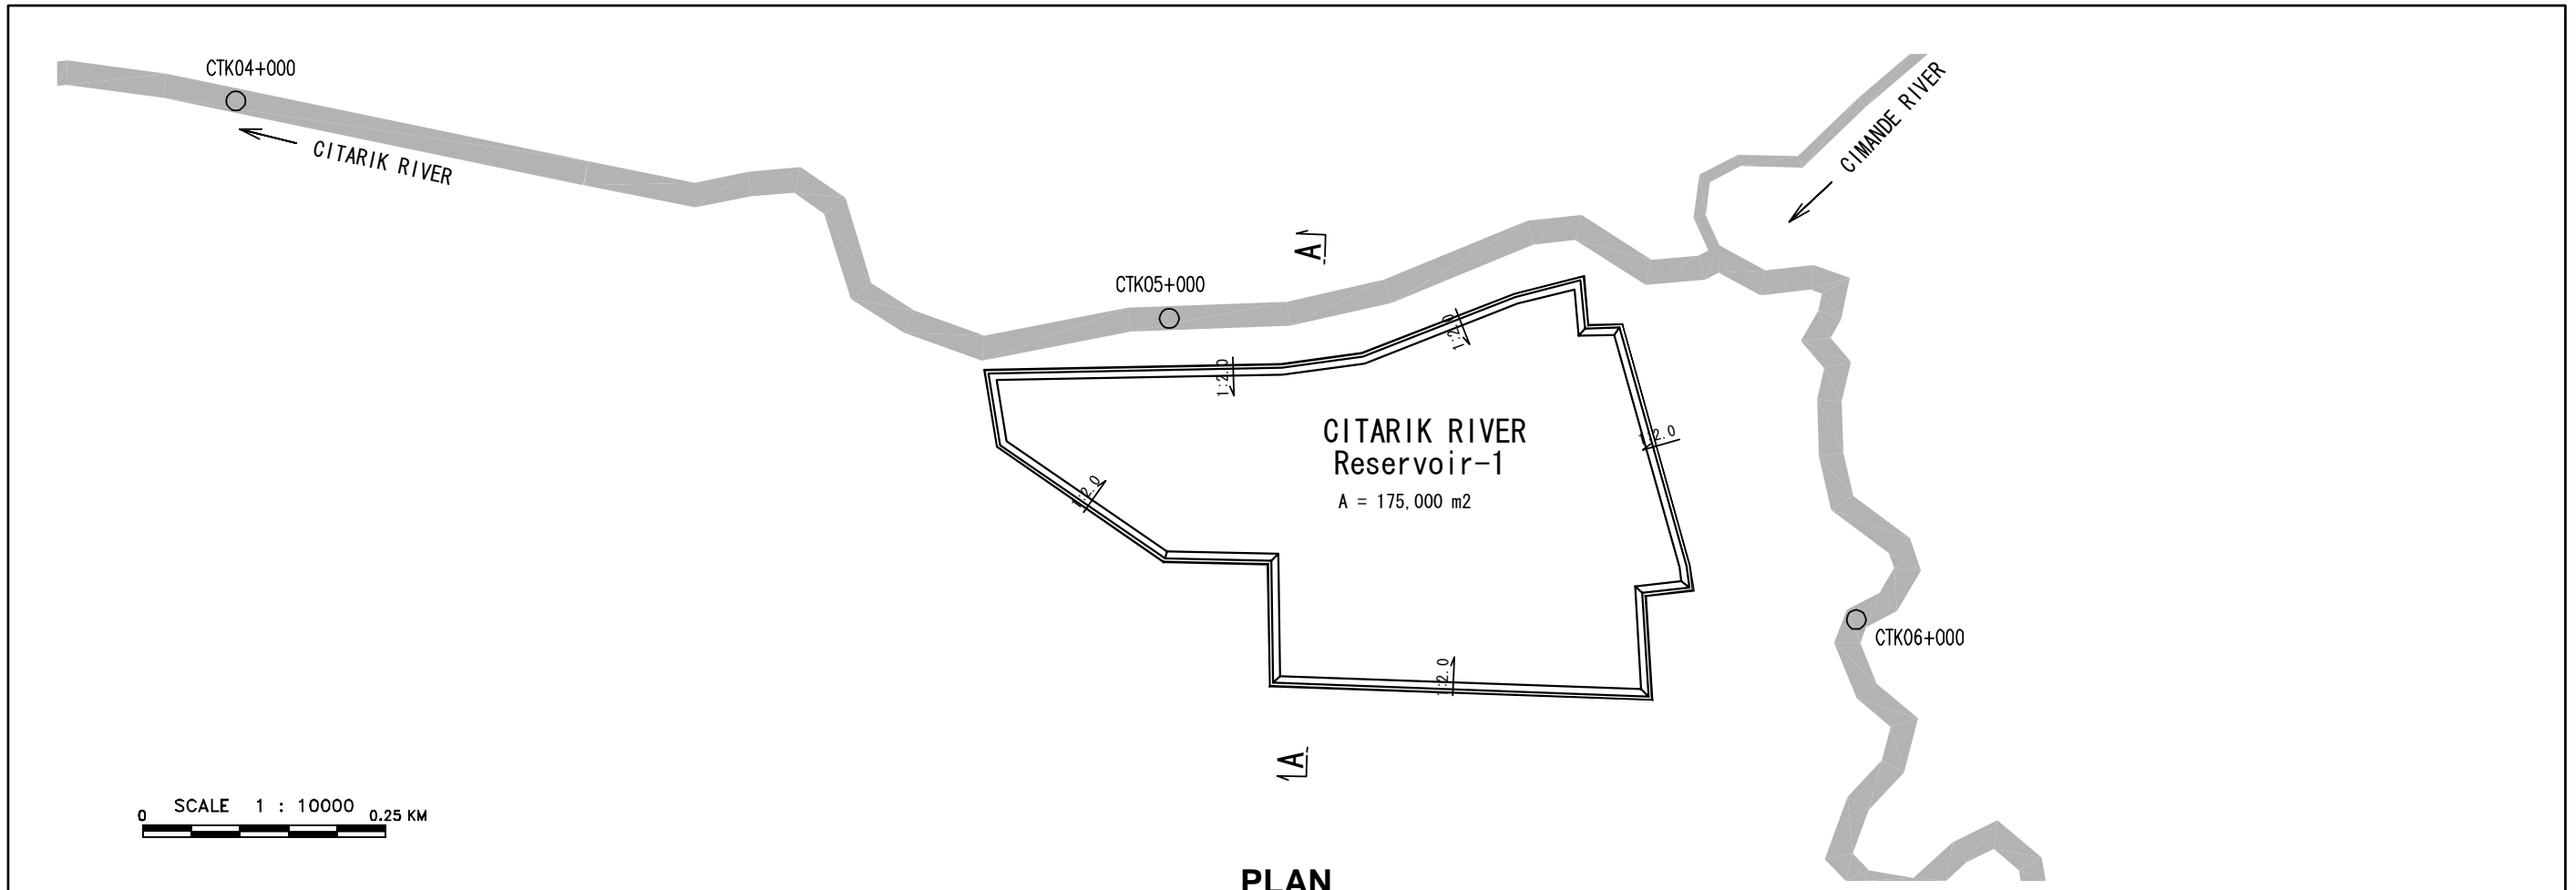 CTK04+000
CITARIK RIVER
CIMANDE RIVER
A
CTK05+000
1:2.0
1:2.0
CITARIK RIVER
Reservoir-1
A = 175,000 m2
1:2.0
1:2.0
CTK06+000
1:2.0
A
SCALE 1 : 10000
0 0.25 KM
PLAN